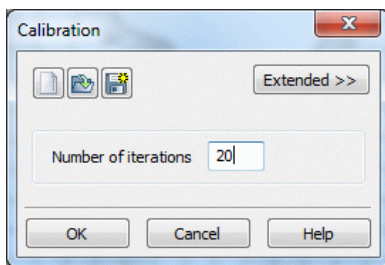 Calibration
Extended >>
Number of iterations 20
OK Cancel Help